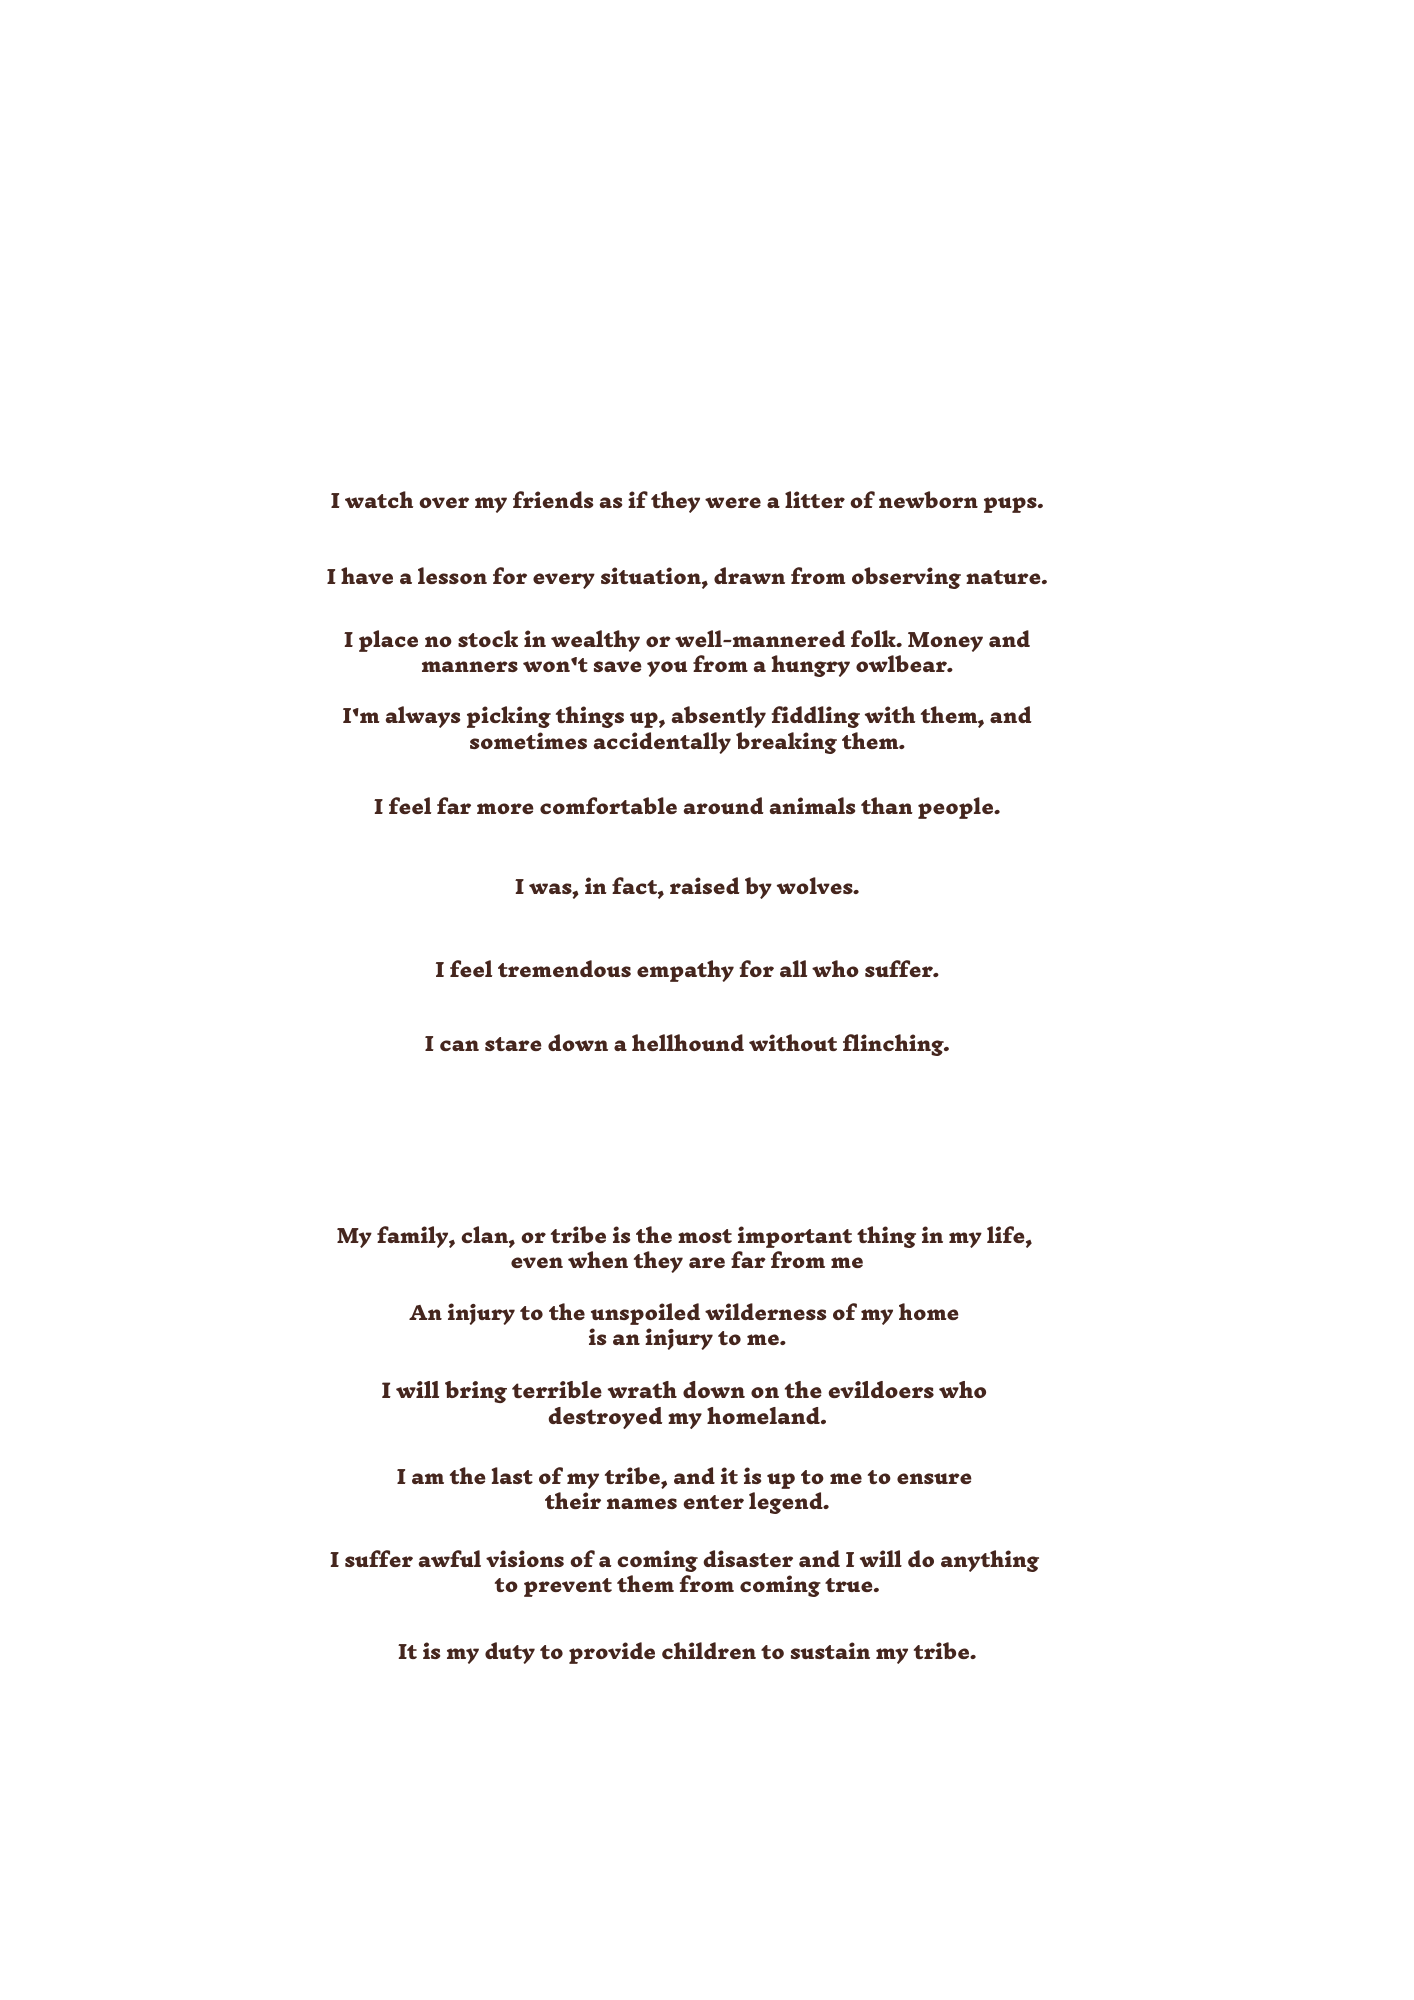 I watch over my friends as if they were a litter of newborn pups.
I have a lesson for every situation, drawn from observing nature.
I place no stock in wealthy or well-mannered folk. Money and
manners won't save you from a hungry owlbear.
I'm always picking things up, absently fiddling with them, and
sometimes accidentally breaking them.
I feel far more comfortable around animals than people.
I was, in fact, raised by wolves.
I feel tremendous empathy for all who suffer.
I can stare down a hellhound without flinching.
My family, clan, or tribe is the most important thing in my life,
even when they are far from me
An injury to the unspoiled wilderness of my home
is an injury to me.
I will bring terrible wrath down on the evildoers who
destroyed my homeland.
I am the last of my tribe, and it is up to me to ensure
their names enter legend.
I suffer awful visions of a coming disaster and I will do anything
to prevent them from coming true.
It is my duty to provide children to sustain my tribe.